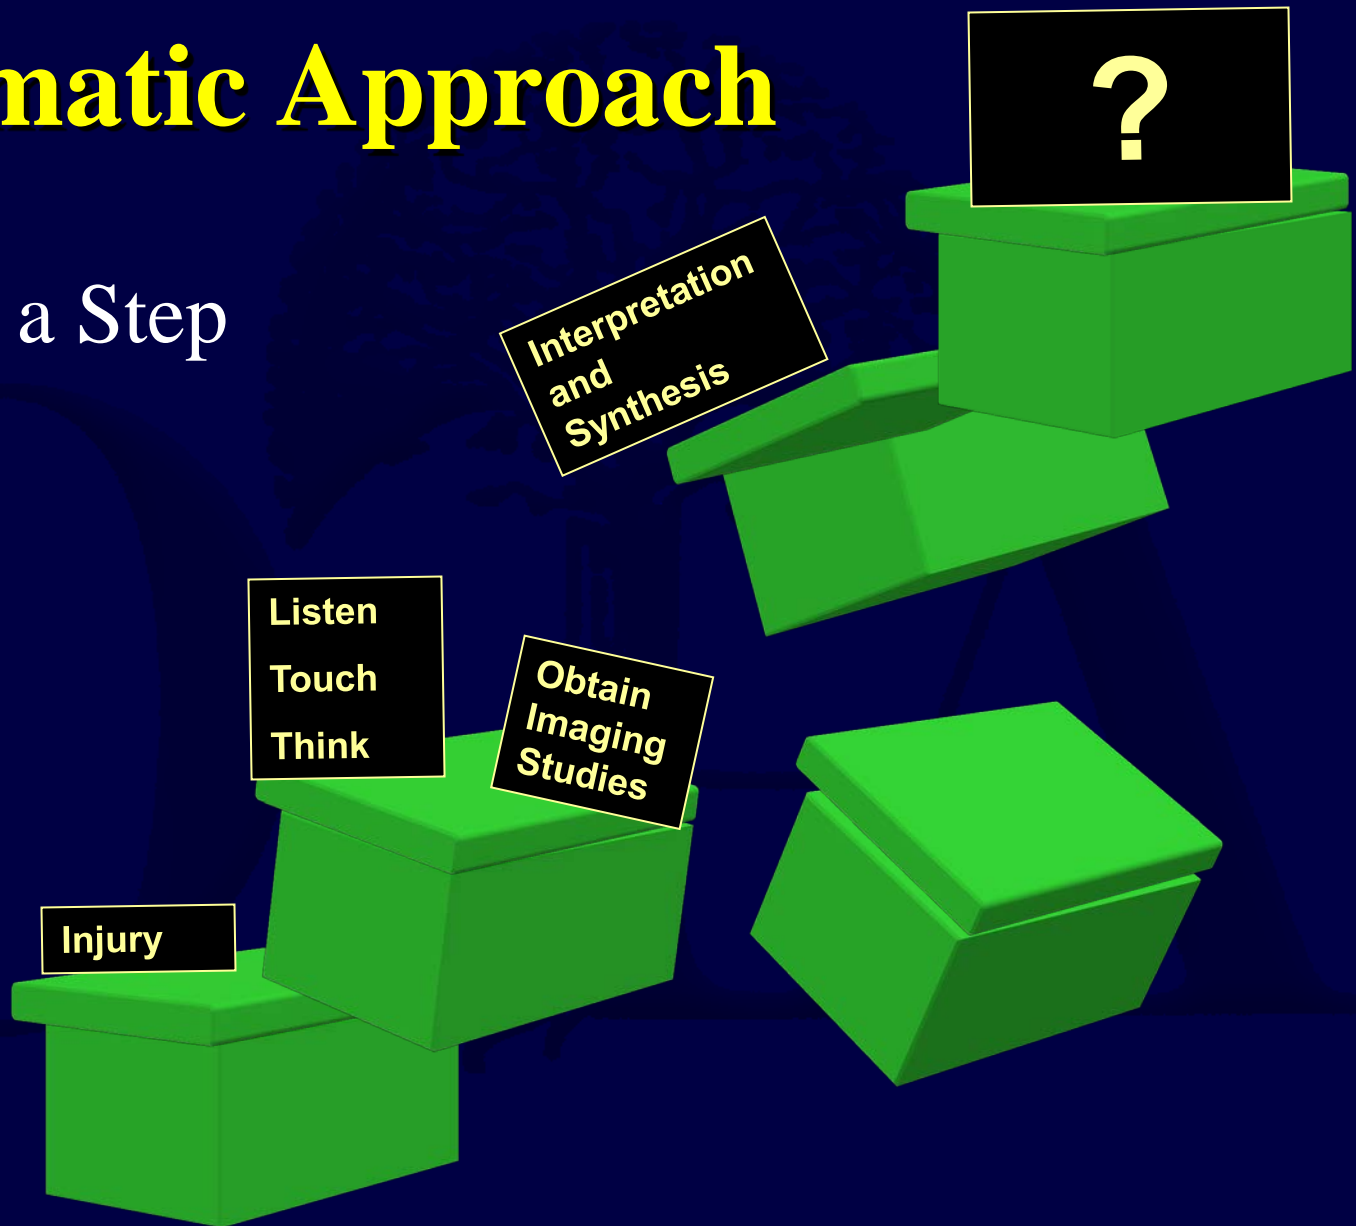 matic Approach
?
a Step
Interpretation
and
Synthesis
Listen
Touch
Think
Obtain
Imaging
Studies
Injury